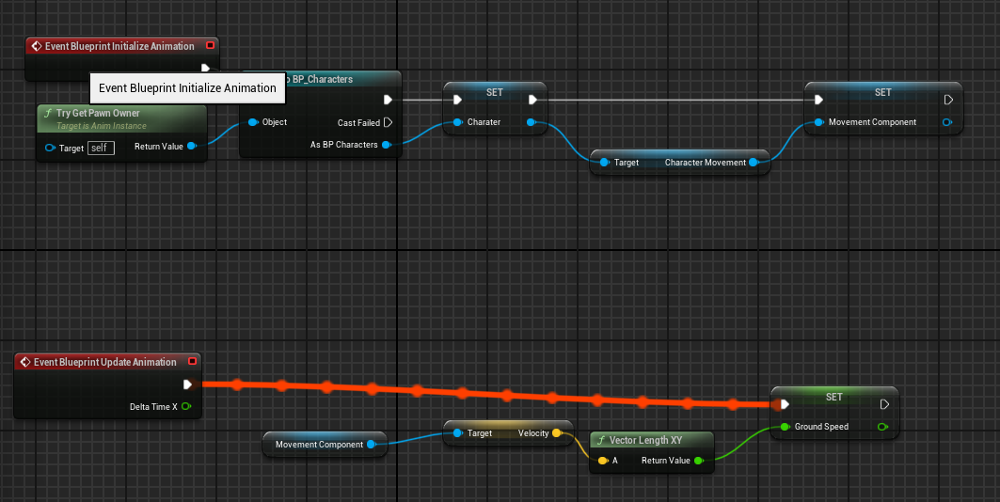 Event Blueprint Initialize Animation
Event Blueprint Initialize Animation
BP_Characters
Try Get Pawn Owner
Target is Anim Instance
Target self
Return Value
Object
Cast Failed
As BP Characters
SET
Charater
Target
Character Movement
SET
Movement Component
Event Blueprint Update Animation
Delta Time X
Movement Component
Target
Velocity
Vector Length XY
A
Return Value
SET
Ground Speed